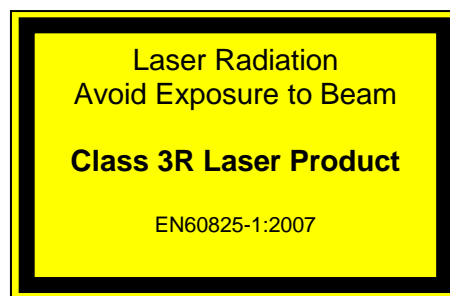 Laser Radiation
Avoid Exposure to Beam
Class 3R Laser Product
EN60825-1:2007